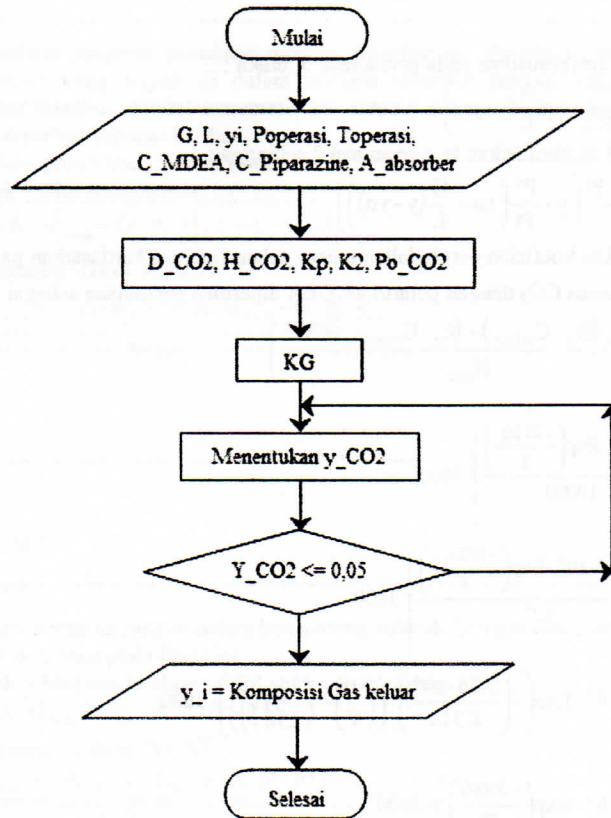 Mulai
G, L, yi, Poperasi, Toperasi,
C_MDEA, C_Piparazine, A_absorber
D_CO2, H_CO2, Kp, K2, Po_CO2
KG
Menentukan y_CO2
Y_CO2 <= 0,05
y_i = Komposisi Gas keluar
Selesai